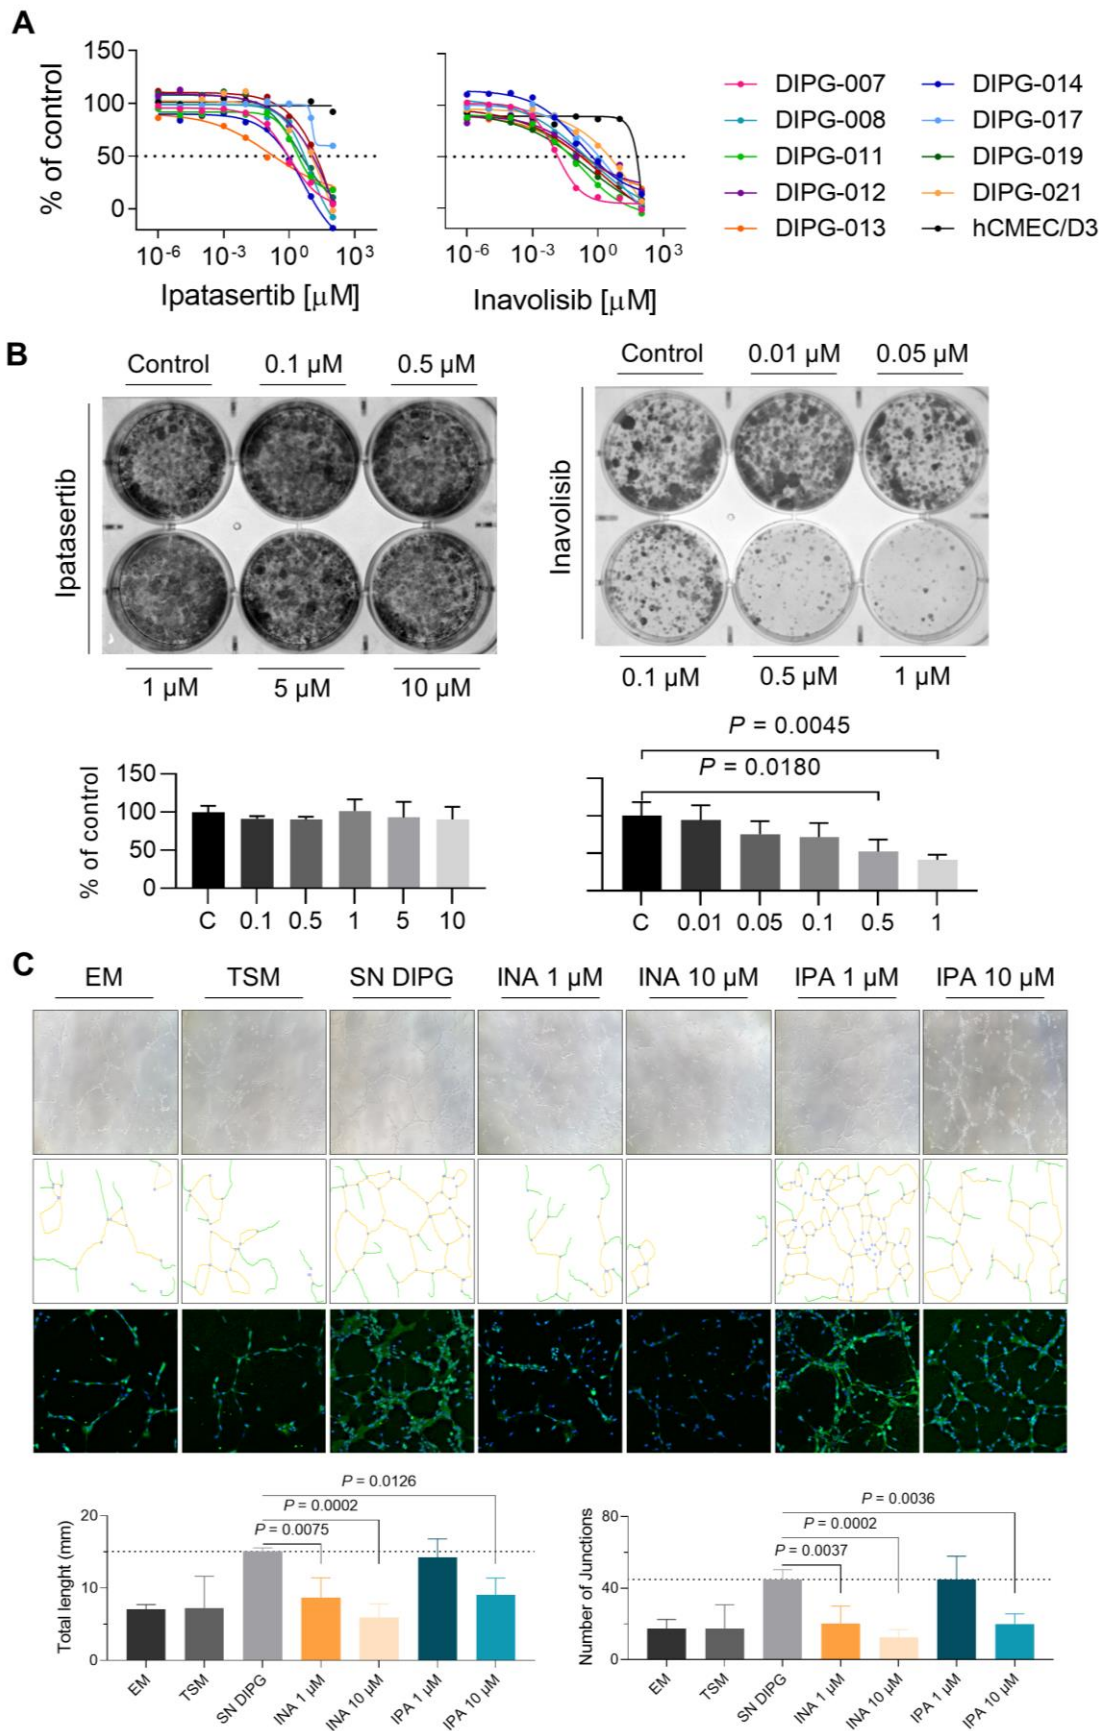 A
% of control
150
100
50
0
10-6 10-3 100 103
Ipatasertib [μM]
10-6 10-3 100 103
Inavolisib [μM]
DIPG-007 DIPG-014
DIPG-008 DIPG-017
DIPG-011 DIPG-019
DIPG-012 DIPG-021
DIPG-013 hCMEC/D3
B
Ipatasertib
Control 0.1 μM 0.5 μM
1 μM 5 μM 10 μM
Inavolisib
Control 0.01 μM 0.05 μM
0.1 μM 0.5 μM 1 μM
% of control
150
100
50
0
C 0.1 0.5 1 5 10
P = 0.0045
P = 0.0180
C 0.01 0.05 0.1 0.5 1
C
EM TSM SN DIPG INA 1 μM INA 10 μM IPA 1 μM IPA 10 μM
Total lenght (mm)
20
10
0
P = 0.0126
P = 0.0002
P = 0.0075
EM TSM SN DIPG INA 1 μM INA 10 μM IPA 1 μM IPA 10 μM
Number of Junctions
80
40
0
P = 0.0036
P = 0.0002
P = 0.0037
EM TSM SN DIPG INA 1 μM INA 10 μM IPA 1 μM IPA 10 μM